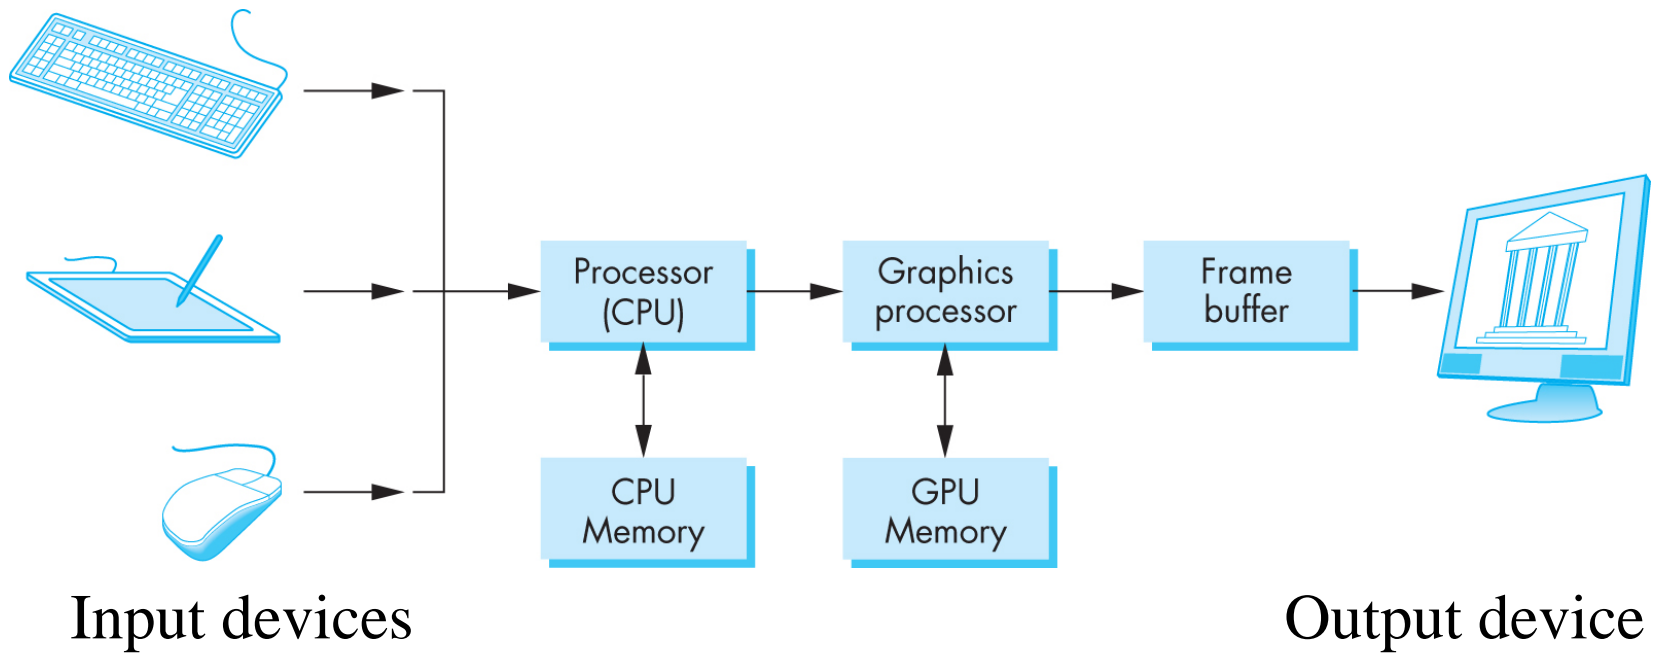 Processor
(CPU)
Graphics
processor
Frame
buffer
CPU
Memory
GPU
Memory
Input devices
Output device